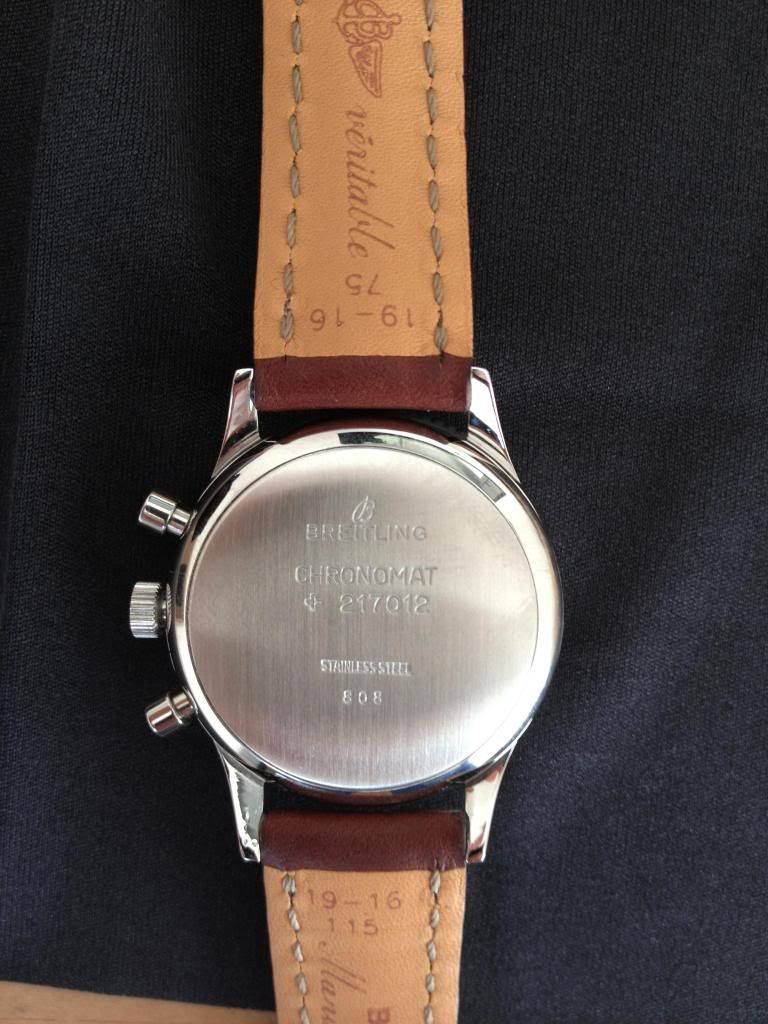 véritable
75
19-16
B
BREITLING
CHRONOMAT
+ 217012
STAINLESS STEEL
808
19-16
115
B